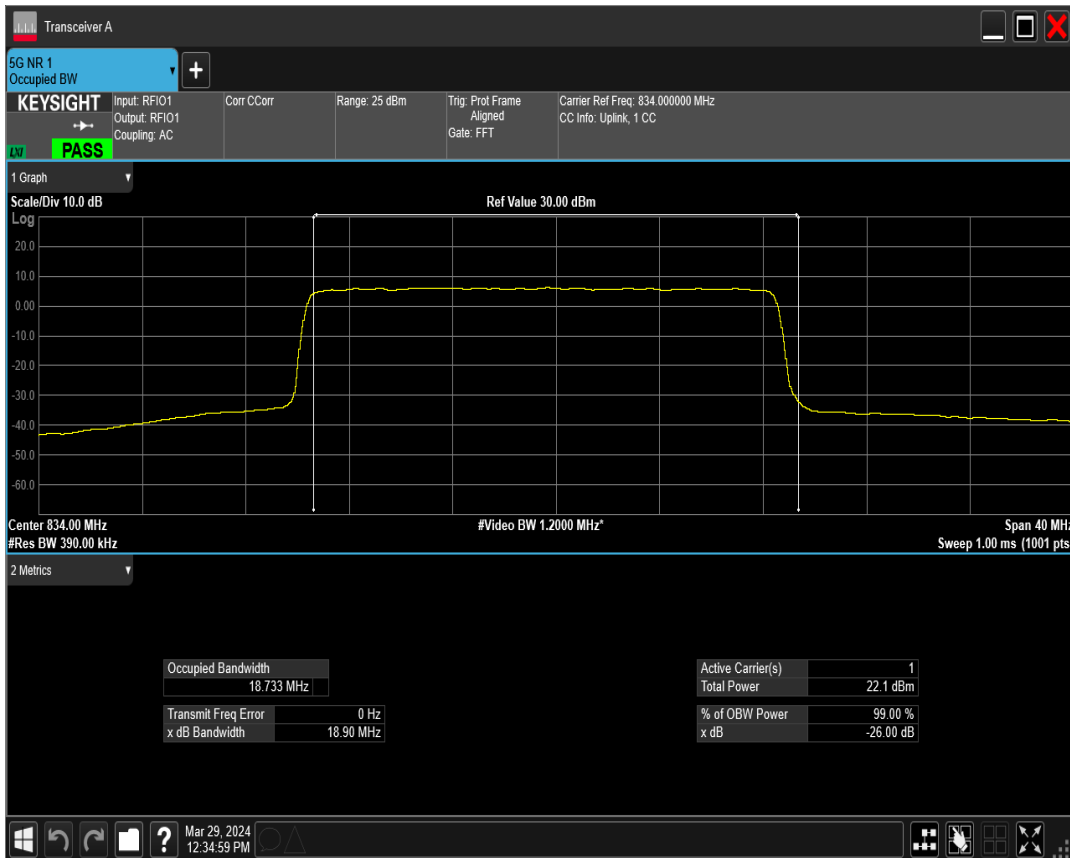 Transceiver A
5G NR 1
Occupied BW
KEYSIGHT
Input: RFIO1
Output: RFIO1
Coupling: AC
Corr CCorr
Range: 25 dBm
Trig: Prot Frame
Aligned
Gate: FFT
Carrier Ref Freq: 834.000000 MHz
CC Info: Uplink, 1 CC
LXI
PASS
1 Graph
Scale/Div 10.0 dB
Ref Value 30.00 dBm
Log
20.0
10.0
0.00
-10.0
-20.0
-30.0
-40.0
-50.0
-60.0
Center 834.00 MHz
#Video BW 1.2000 MHz*
Span 40 MHz
#Res BW 390.00 kHz
Sweep 1.00 ms (1001 pts
2 Metrics
Occupied Bandwidth
18.733 MHz
Transmit Freq Error 0 Hz
x dB Bandwidth 18.90 MHz
Active Carrier(s) 1
Total Power 22.1 dBm
% of OBW Power 99.00 %
x dB -26.00 dB
Mar 29, 2024
12:34:59 PM